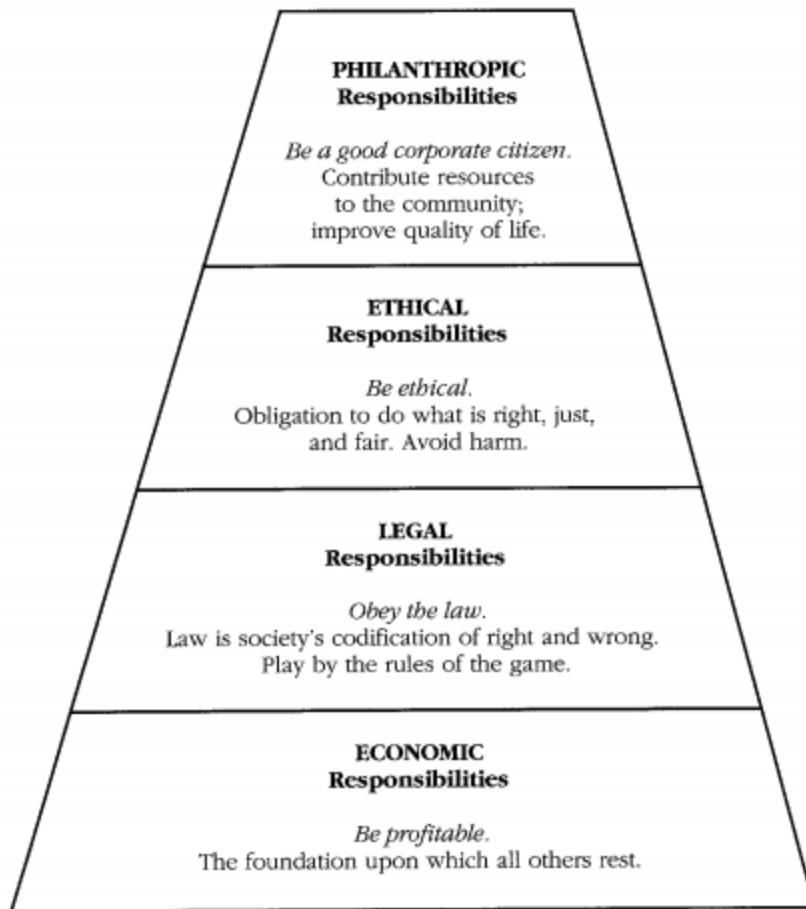 PHILANTHROPIC
Responsibilities
Be a good corporate citizen.
Contribute resources
to the community;
improve quality of life.
ETHICAL
Responsibilities
Be ethical.
Obligation to do what is right, just,
and fair. Avoid harm.
LEGAL
Responsibilities
Obey the law.
Law is society's codification of right and wrong.
Play by the rules of the game.
ECONOMIC
Responsibilities
Be profitable.
The foundation upon which all others rest.